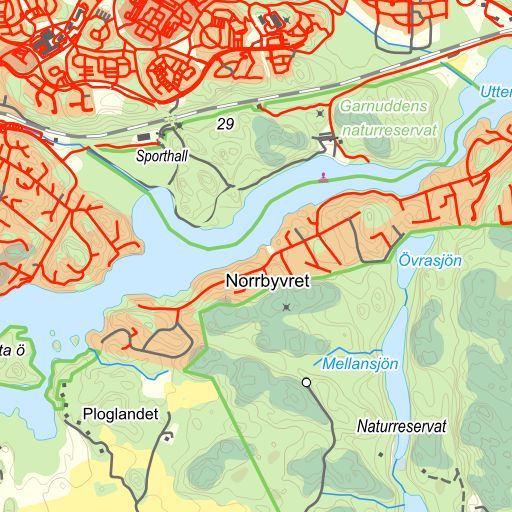 Utter
Garnuddens
naturreservat
29
Sporthall
Övrasjön
Norrbyvret
ta ö
Mellansjön
Ploglandet
Naturreservat